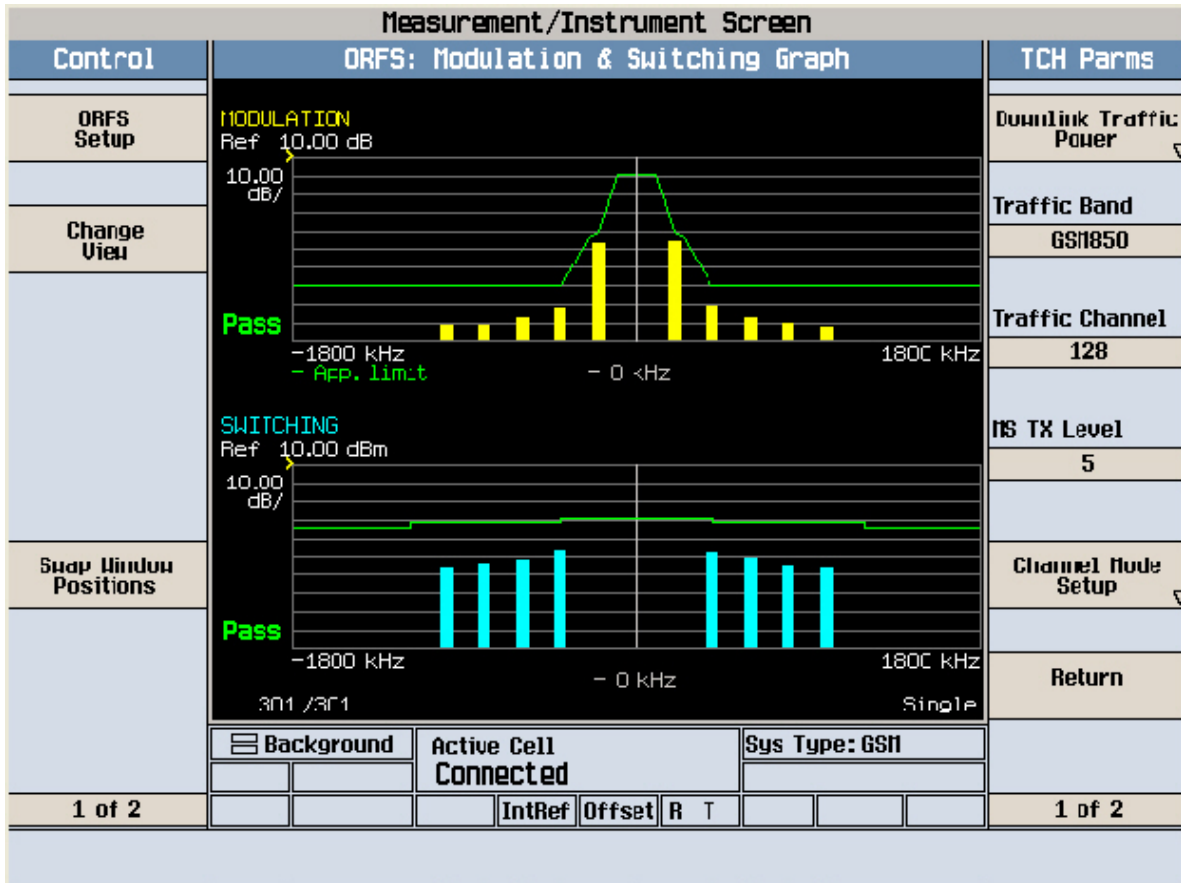 Measurement/Instrument Screen
Control
ORFS: Modulation & Switching Graph
TCH Parms
ORFS
Setup
Change
View
Swap Window
Positions
1 of 2
MODULATION
Ref 10.00 dB
10.00
dB/
Pass
-1800 kHz
1800 kHz
- App. limit
- 0 kHz
SWITCHING
Ref 10.00 dBm
10.00
dB/
Pass
-1800 kHz
1800 kHz
- 0 kHz
301 /301
Single
Background
Active Cell
Connected
Sys Type: GSM
IntRef
Offset
R T
Downlink Traffic
Power
Traffic Band
GSM850
Traffic Channel
128
MS TX Level
5
Channel Mode
Setup
Return
1 of 2